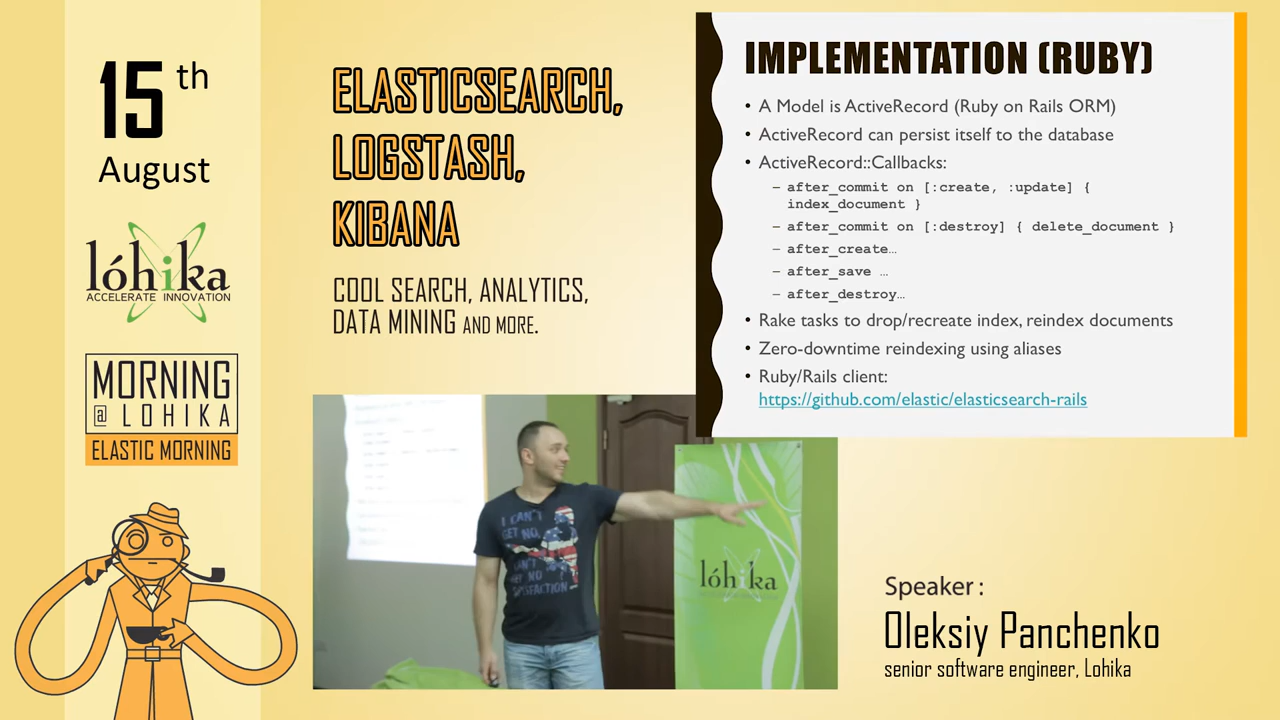 15 th
August
lóhika
ACCELERATE INNOVATION
MORNING
@ LOHIKA
ELASTIC MORNING
ELASTICSEARCH,
LOGSTASH,
KIBANA
COOL SEARCH, ANALYTICS,
DATA MINING AND MORE.
IMPLEMENTATION (RUBY)
• A Model is ActiveRecord (Ruby on Rails ORM)
• ActiveRecord can persist itself to the database
• ActiveRecord::Callbacks:
– after_commit on [:create, :update] {
index_document }
– after_commit on [:destroy] { delete_document }
– after_create…
– after_save …
– after_destroy…
• Rake tasks to drop/recreate index, reindex documents
• Zero-downtime reindexing using aliases
• Ruby/Rails client:
https://github.com/elastic/elasticsearch-rails
I CAN'T
GET NO
SATISFACTION
lóhika
Speaker :
Oleksiy Panchenko
senior software engineer, Lohika